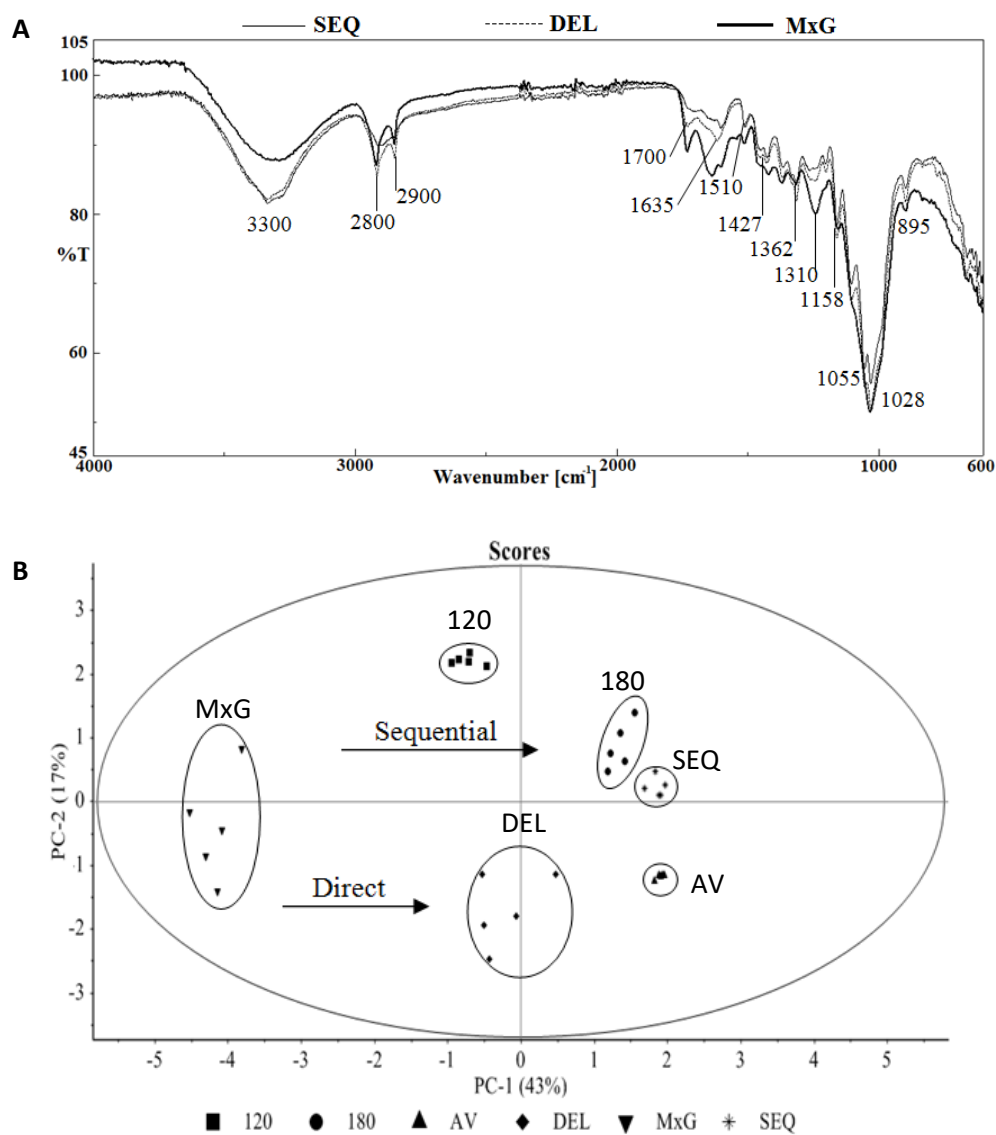 A
SEQ DEL MxG
105
100
80
%T
60
45
3300
2800
2900
1700
1635
1510
1427
1362
1310
1158
1055
1028
895
4000 3000 2000 1000 600
Wavenumber [cm-1]
B
Scores
PC-2 (17%)
3
2
1
0
-1
-2
-3
120
180
MxG
Sequential
SEQ
DEL
AV
Direct
-5 -4 -3 -2 -1 0 1 2 3 4 5
PC-1 (43%)
120 180 AV DEL MxG SEQ